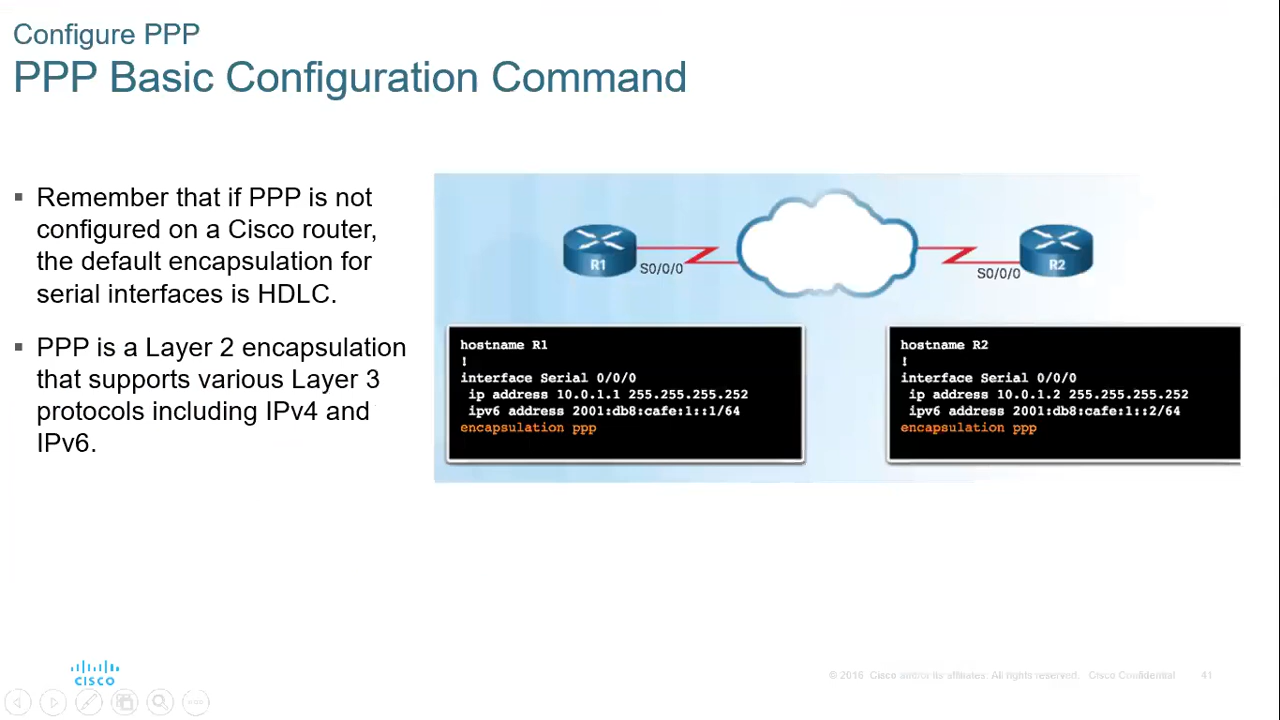 Configure PPP
PPP Basic Configuration Command
Remember that if PPP is not
configured on a Cisco router,
the default encapsulation for
serial interfaces is HDLC.
PPP is a Layer 2 encapsulation
that supports various Layer 3
protocols including IPv4 and
IPv6.
R1
S0/0/0
S0/0/0
R2
hostname R1
!
interface Serial 0/0/0
ip address 10.0.1.1 255.255.255.252
ipv6 address 2001:db8:cafe:1::1/64
encapsulation ppp
hostname R2
!
interface Serial 0/0/0
ip address 10.0.1.2 255.255.255.252
ipv6 address 2001:db8:cafe:1::2/64
encapsulation ppp
CISCO
© 2016 Cisco and/or its affiliates. All rights reserved. Cisco Confidential
41